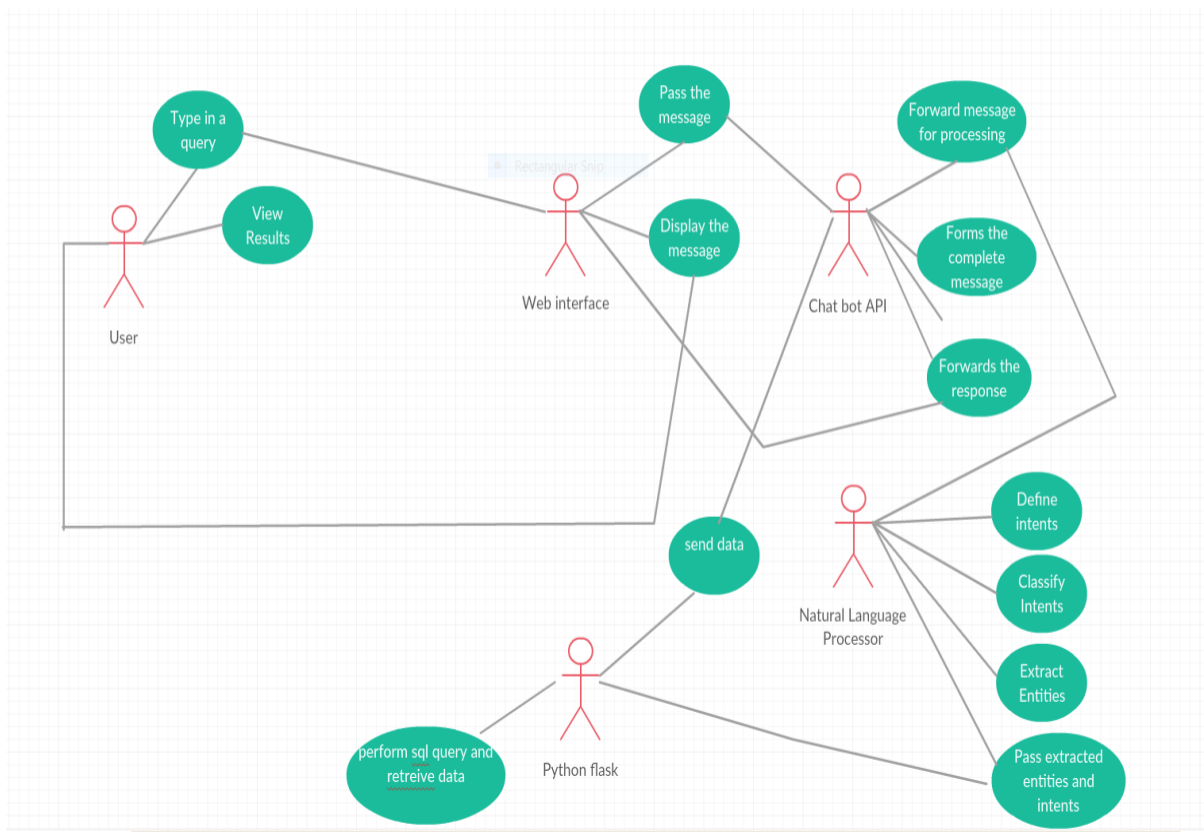 Type in a
query
View
Results
User
Pass the
message
Rectangular Snip
Display the
message
Web interface
Forward message
for processing
Forms the
complete
message
Chat bot API
Forwards the
response
send data
Define
intents
Classify
Intents
Natural Language
Processor
Extract
Entities
Pass extracted
entities and
intents
perform sql query and
retreive data
Python flask